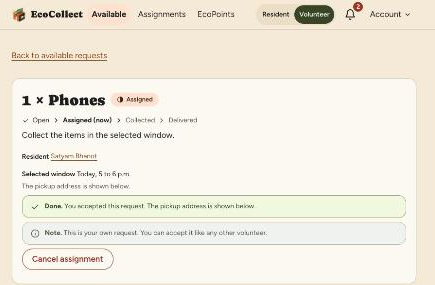 EcoCollect Available Assignments EcoPoints Resident Volunteer 2 Account
Back to available requests
1 × Phones Assigned
Open > Assigned (now) > Collected > Delivered
Collect the items in the selected window.
Resident Satyam Bhanot
Selected window Today, 5 to 6 p.m.
The pickup address is shown below.
Done. You accepted this request. The pickup address is shown below.
Note. This is your own request. You can accept it like any other volunteer.
Cancel assignment